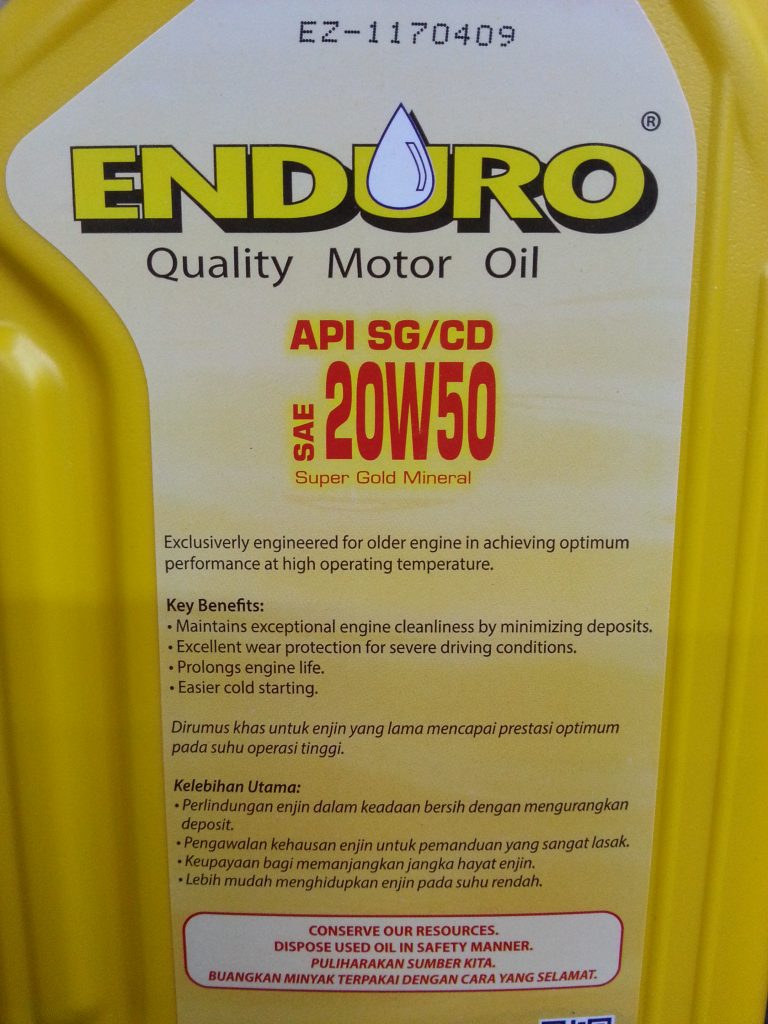 EZ-1170409
ENDURO ®
Quality Motor Oil
API SG/CD
SAE 20W50
Super Gold Mineral
Exclusiverly engineered for older engine in achieving optimum
performance at high operating temperature.
Key Benefits:
• Maintains exceptional engine cleanliness by minimizing deposits.
• Excellent wear protection for severe driving conditions.
• Prolongs engine life.
• Easier cold starting.
Dirumus khas untuk enjin yang lama mencapai prestasi optimum
pada suhu operasi tinggi.
Kelebihan Utama:
• Perlindungan enjin dalam keadaan bersih dengan mengurangkan
deposit.
• Pengawalan kehausan enjin untuk pemanduan yang sangat lasak.
• Keupayaan bagi memanjangkan jangka hayat enjin.
• Lebih mudah menghidupkan enjin pada suhu rendah.
CONSERVE OUR RESOURCES.
DISPOSE USED OIL IN SAFETY MANNER.
PULIHARAKAN SUMBER KITA.
BUANGKAN MINYAK TERPAKAI DENGAN CARA YANG SELAMAT.